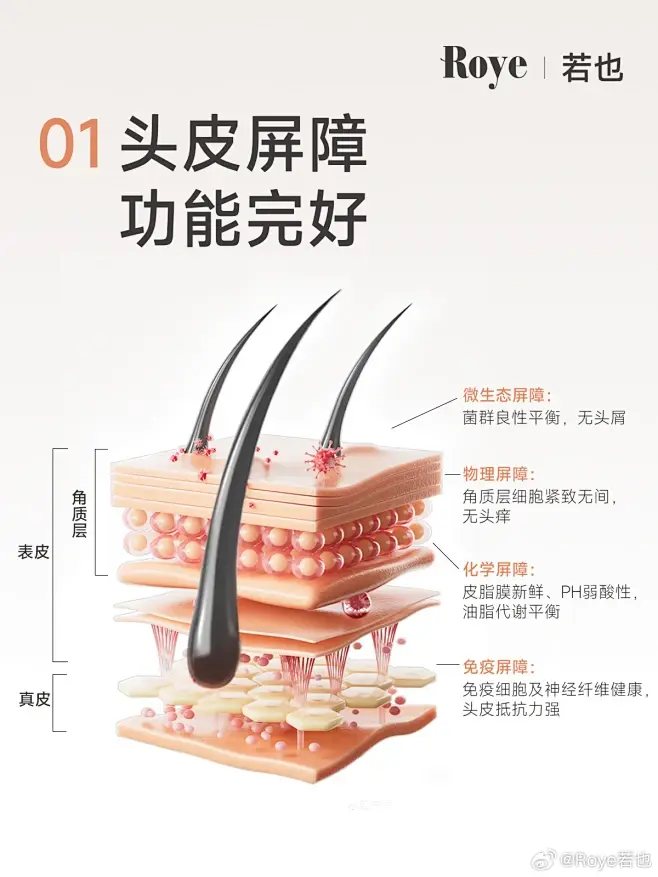 Roye | 若也
01 头皮屏障
功能完好
微生态屏障：
菌群良性平衡，无头屑
物理屏障：
角质层细胞紧致无间，
无头痒
化学屏障：
皮脂膜新鲜、PH弱酸性，
油脂代谢平衡
免疫屏障：
免疫细胞及神经纤维健康，
头皮抵抗力强
角质层
表皮
真皮
@Roye若也